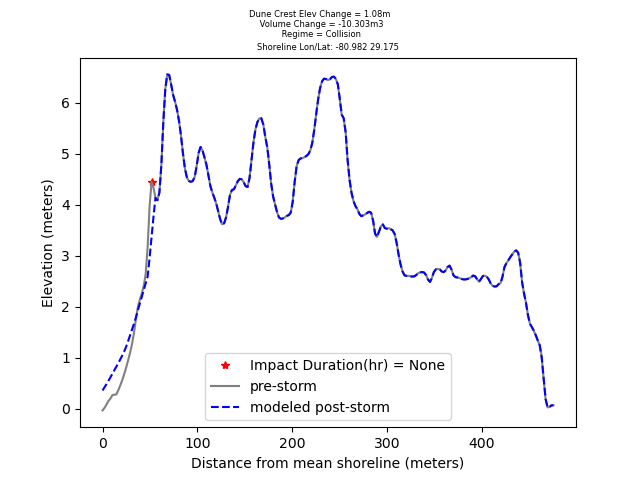 Dune Crest Elev Change = 1.08m
Volume Change = -10.303m3
Regime = Collision
Shoreline Lon/Lat: -80.982 29.175
6
5
4
3
2
1
0
Elevation (meters)
Impact Duration(hr) = None
pre-storm
modeled post-storm
0 100 200 300 400
Distance from mean shoreline (meters)